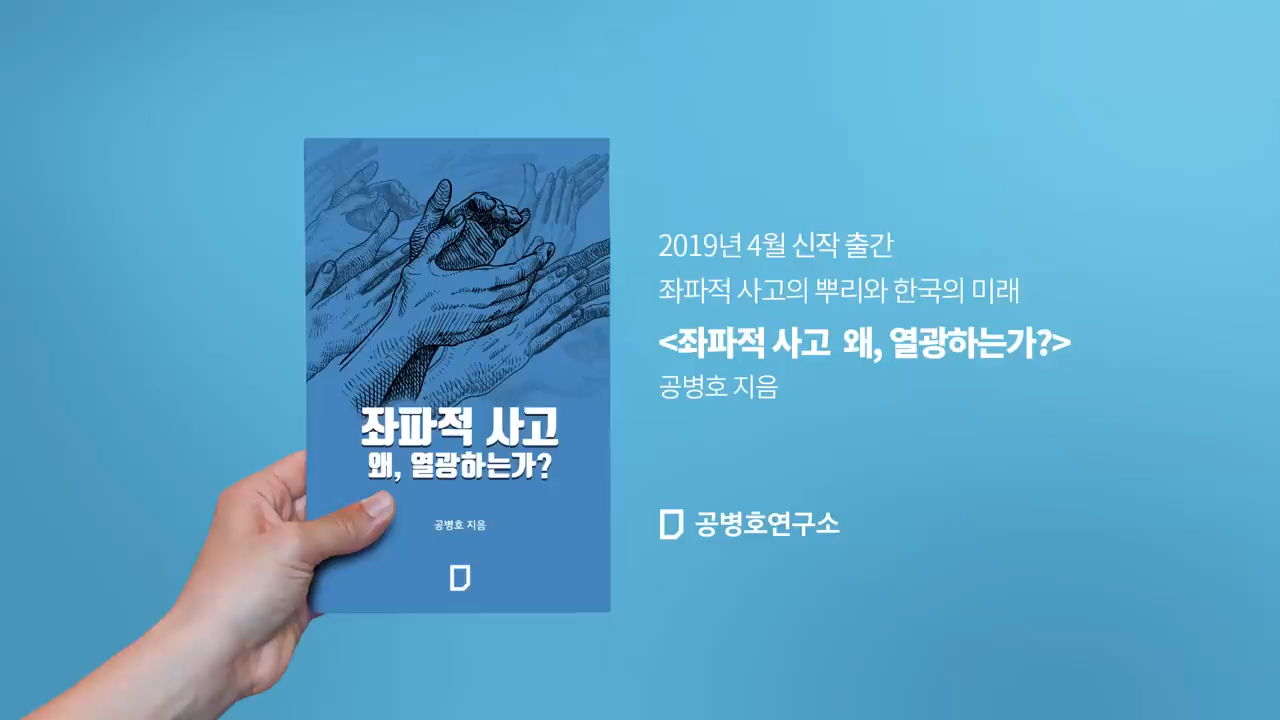 좌파적 사고
왜, 열광하는가?
공병호 지음
2019년 4월 신작 출간
좌파적 사고의 뿌리와 한국의 미래
<좌파적 사고 왜, 열광하는가?>
공병호 지음
공병호연구소